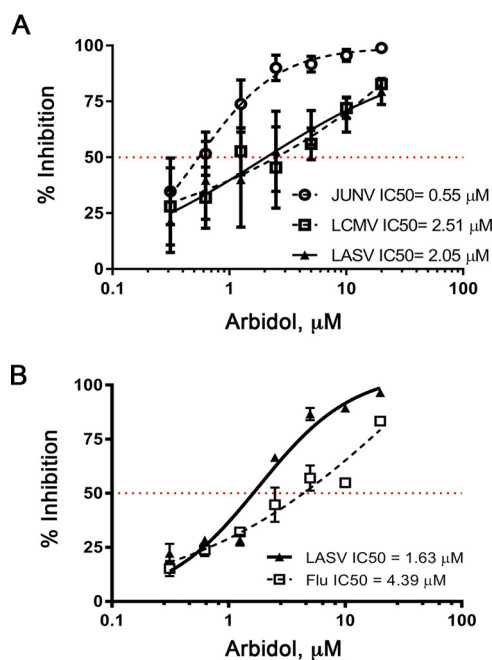 A
100
75
50
25
0
% Inhibition
JUNV IC50= 0.55 μM
LCMV IC50= 2.51 μM
LASV IC50= 2.05 μM
0.1 1 10 100
Arbidol, μM
B
100
75
50
25
0
% Inhibition
LASV IC50 = 1.63 μM
Flu IC50 = 4.39 μM
0.1 1 10 100
Arbidol, μM